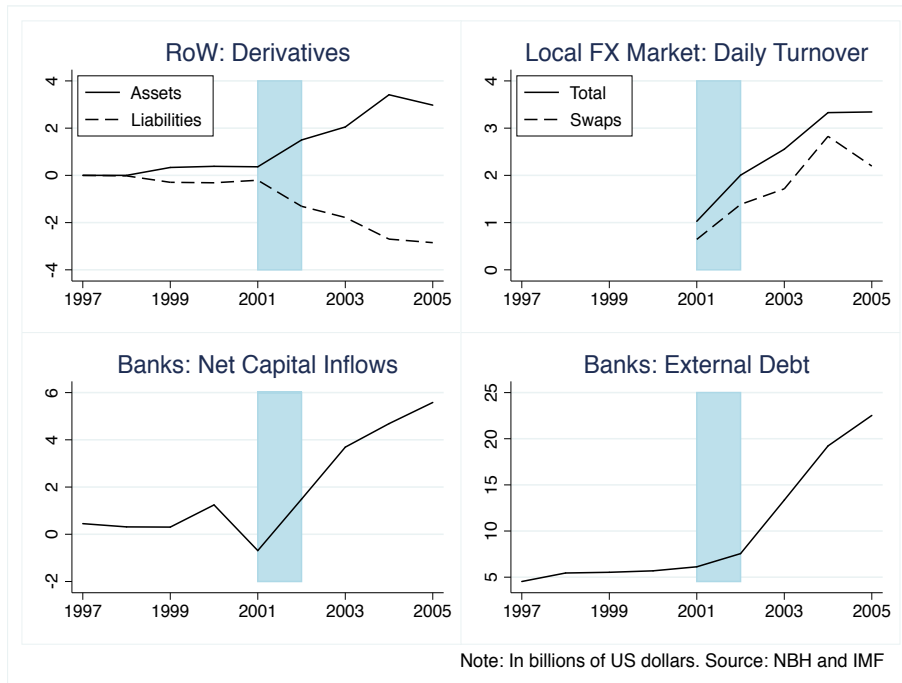 RoW: Derivatives
4
2
0
-2
-4
Assets
Liabilities
1997 1999 2001 2003 2005
Local FX Market: Daily Turnover
4
3
2
1
0
Total
Swaps
1997 1999 2001 2003 2005
Banks: Net Capital Inflows
6
4
2
0
-2
1997 1999 2001 2003 2005
Banks: External Debt
25
20
15
10
5
1997 1999 2001 2003 2005
Note: In billions of US dollars. Source: NBH and IMF